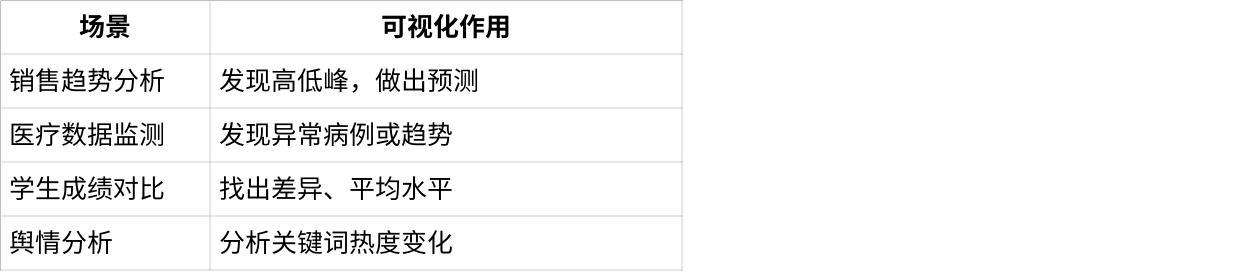 场景 可视化作用
销售趋势分析 发现高低峰，做出预测
医疗数据监测 发现异常病例或趋势
学生成绩对比 找出差异、平均水平
舆情分析 分析关键词热度变化